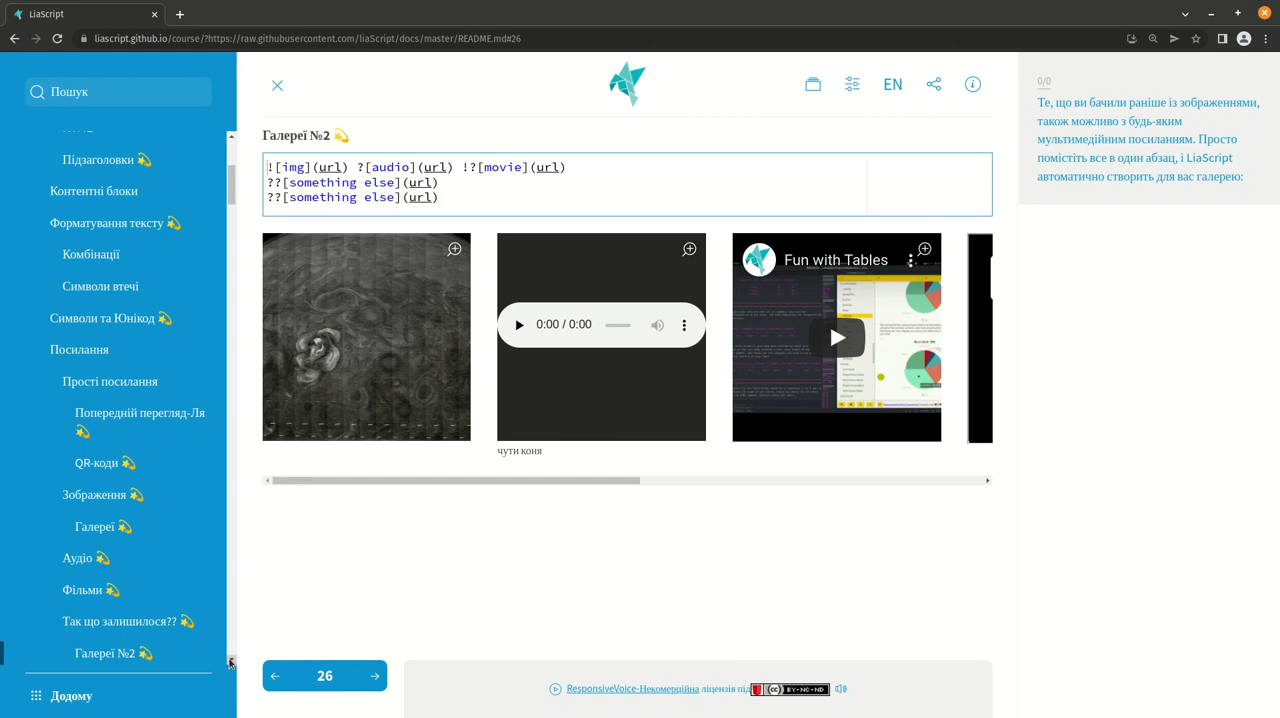 LiaScript
liascript.github.io/course/?https://raw.githubusercontent.com/liaScript/docs/master/README.md#26
Пошук
Підзаголовки 💫
Контентні блоки
Форматування тексту 💫
Комбінації
Символи втечі
Символи та Юнікод 💫
Посилання
Прості посилання
Попередній перегляд-Ля
💫
QR-коди 💫
Зображення 💫
Галереї 💫
Аудіо 💫
Фільми 💫
Так що залишилося?? 💫
Галереї №2 💫
Додому
EN
Галереї №2 💫
![img](url) ?[audio](url) !?[movie](url)
??[something else](url)
??[something else](url)
0:00 / 0:00
Fun with Tables
чути коня
26
ResponsiveVoice-Некомерційна ліцензія під
(cc) BY-NC-ND
0/0
Те, що ви бачили раніше із зображеннями,
також можливо з будь-яким
мультимедійним посиланням. Просто
помістіть все в один абзац, і LiaScript
автоматично створить для вас галерею: